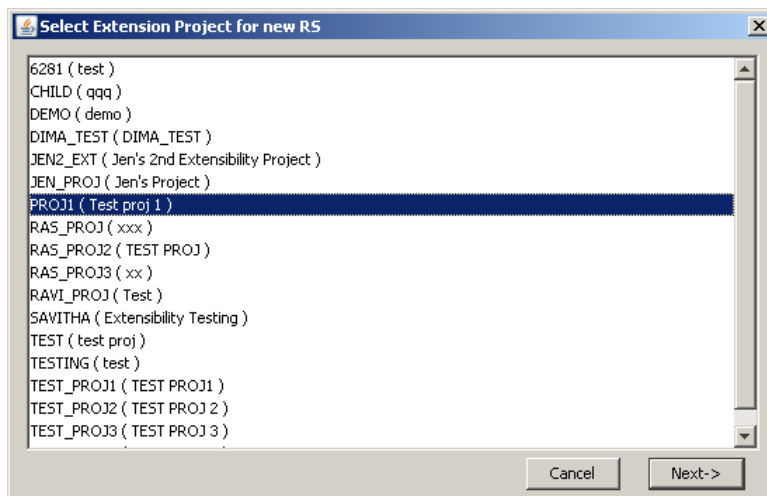 Select Extension Project for new RS
6281 ( test )
CHILD ( qqq )
DEMO ( demo )
DIMA_TEST ( DIMA_TEST )
JEN2_EXT ( Jen's 2nd Extensibility Project )
JEN_PROJ ( Jen's Project )
PROJ1 ( Test proj 1 )
RAS_PROJ ( xxx )
RAS_PROJ2 ( TEST PROJ )
RAS_PROJ3 ( xx )
RAVI_PROJ ( Test )
SAVITHA ( Extensibility Testing )
TEST ( test proj )
TESTING ( test )
TEST_PROJ1 ( TEST PROJ1 )
TEST_PROJ2 ( TEST PROJ 2 )
TEST_PROJ3 ( TEST PROJ 3 )
Cancel Next->